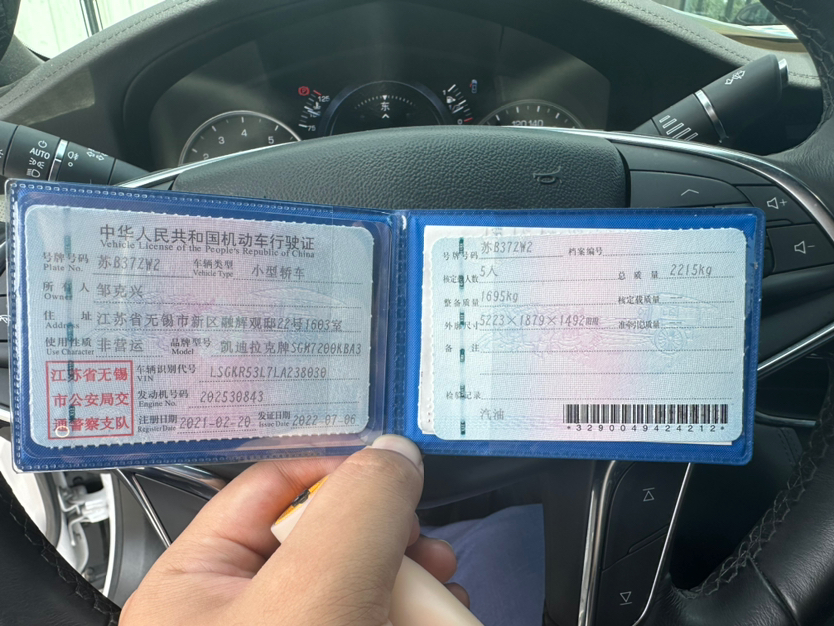 中华人民共和国机动车行驶证
Vehicle License of the People's Republic of China
号牌号码 苏B37ZW2 车辆类型 小型轿车
Plate No. Vehicle Type
所有人 邹克兴
Owner
住址 江苏省无锡市新区融辉观邸22号1603室
Address
使用性质 非营运 品牌型号 凯迪拉克牌SGM7200KBA3
Use Character Model
江苏省无锡
市公安局交
通警察支队
车辆识别代号 LSGKR53L7LA238030
VIN
发动机号码 202530843
Engine No.
注册日期 2021-02-20 发证日期 2022-07-06
Register Date Issue Date
号牌号码 苏B37ZW2 档案编号
核定载人数 5人 总质量 2215kg
整备质量 1695kg 核定载质量
外廓尺寸 5223×1879×1492mm 准牵引总质量
备注
检验记录
汽油
*3290049424212*
AUTO
3 4 5
125
75
东
120 140